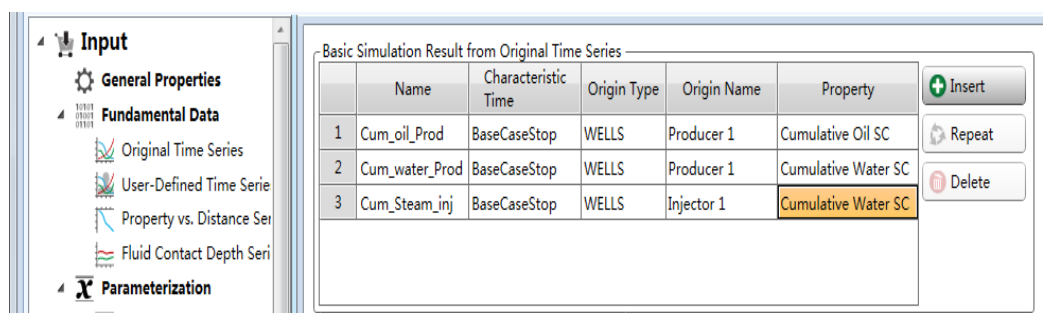 Input
General Properties
Fundamental Data
Original Time Series
User-Defined Time Serie
Property vs. Distance Ser
Fluid Contact Depth Seri
Parameterization
Basic Simulation Result from Original Time Series
Name Characteristic Time Origin Type Origin Name Property
1 Cum_oil_Prod BaseCaseStop WELLS Producer 1 Cumulative Oil SC
2 Cum_water_Prod BaseCaseStop WELLS Producer 1 Cumulative Water SC
3 Cum_Steam_inj BaseCaseStop WELLS Injector 1 Cumulative Water SC
Insert
Repeat
Delete